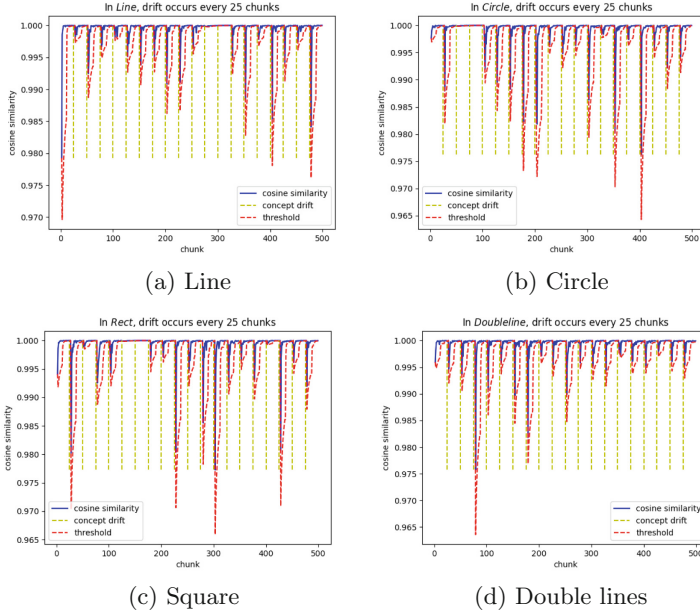 In Line, drift occurs every 25 chunks
1.000
0.995
0.990
0.985
0.980
0.975
0.970
cosine similarity
cosine similarity
concept drift
threshold
0 100 200 300 400 500
chunk
(a) Line
In Circle, drift occurs every 25 chunks
1.000
0.995
0.990
0.985
0.980
0.975
0.970
0.965
cosine similarity
cosine similarity
concept drift
threshold
0 100 200 300 400 500
chunk
(b) Circle
In Rect, drift occurs every 25 chunks
1.000
0.995
0.990
0.985
0.980
0.975
0.970
0.965
cosine similarity
cosine similarity
concept drift
threshold
0 100 200 300 400 500
chunk
(c) Square
In Doubleline, drift occurs every 25 chunks
1.000
0.995
0.990
0.985
0.980
0.975
0.970
0.965
cosine similarity
cosine similarity
concept drift
threshold
0 100 200 300 400 500
chunk
(d) Double lines